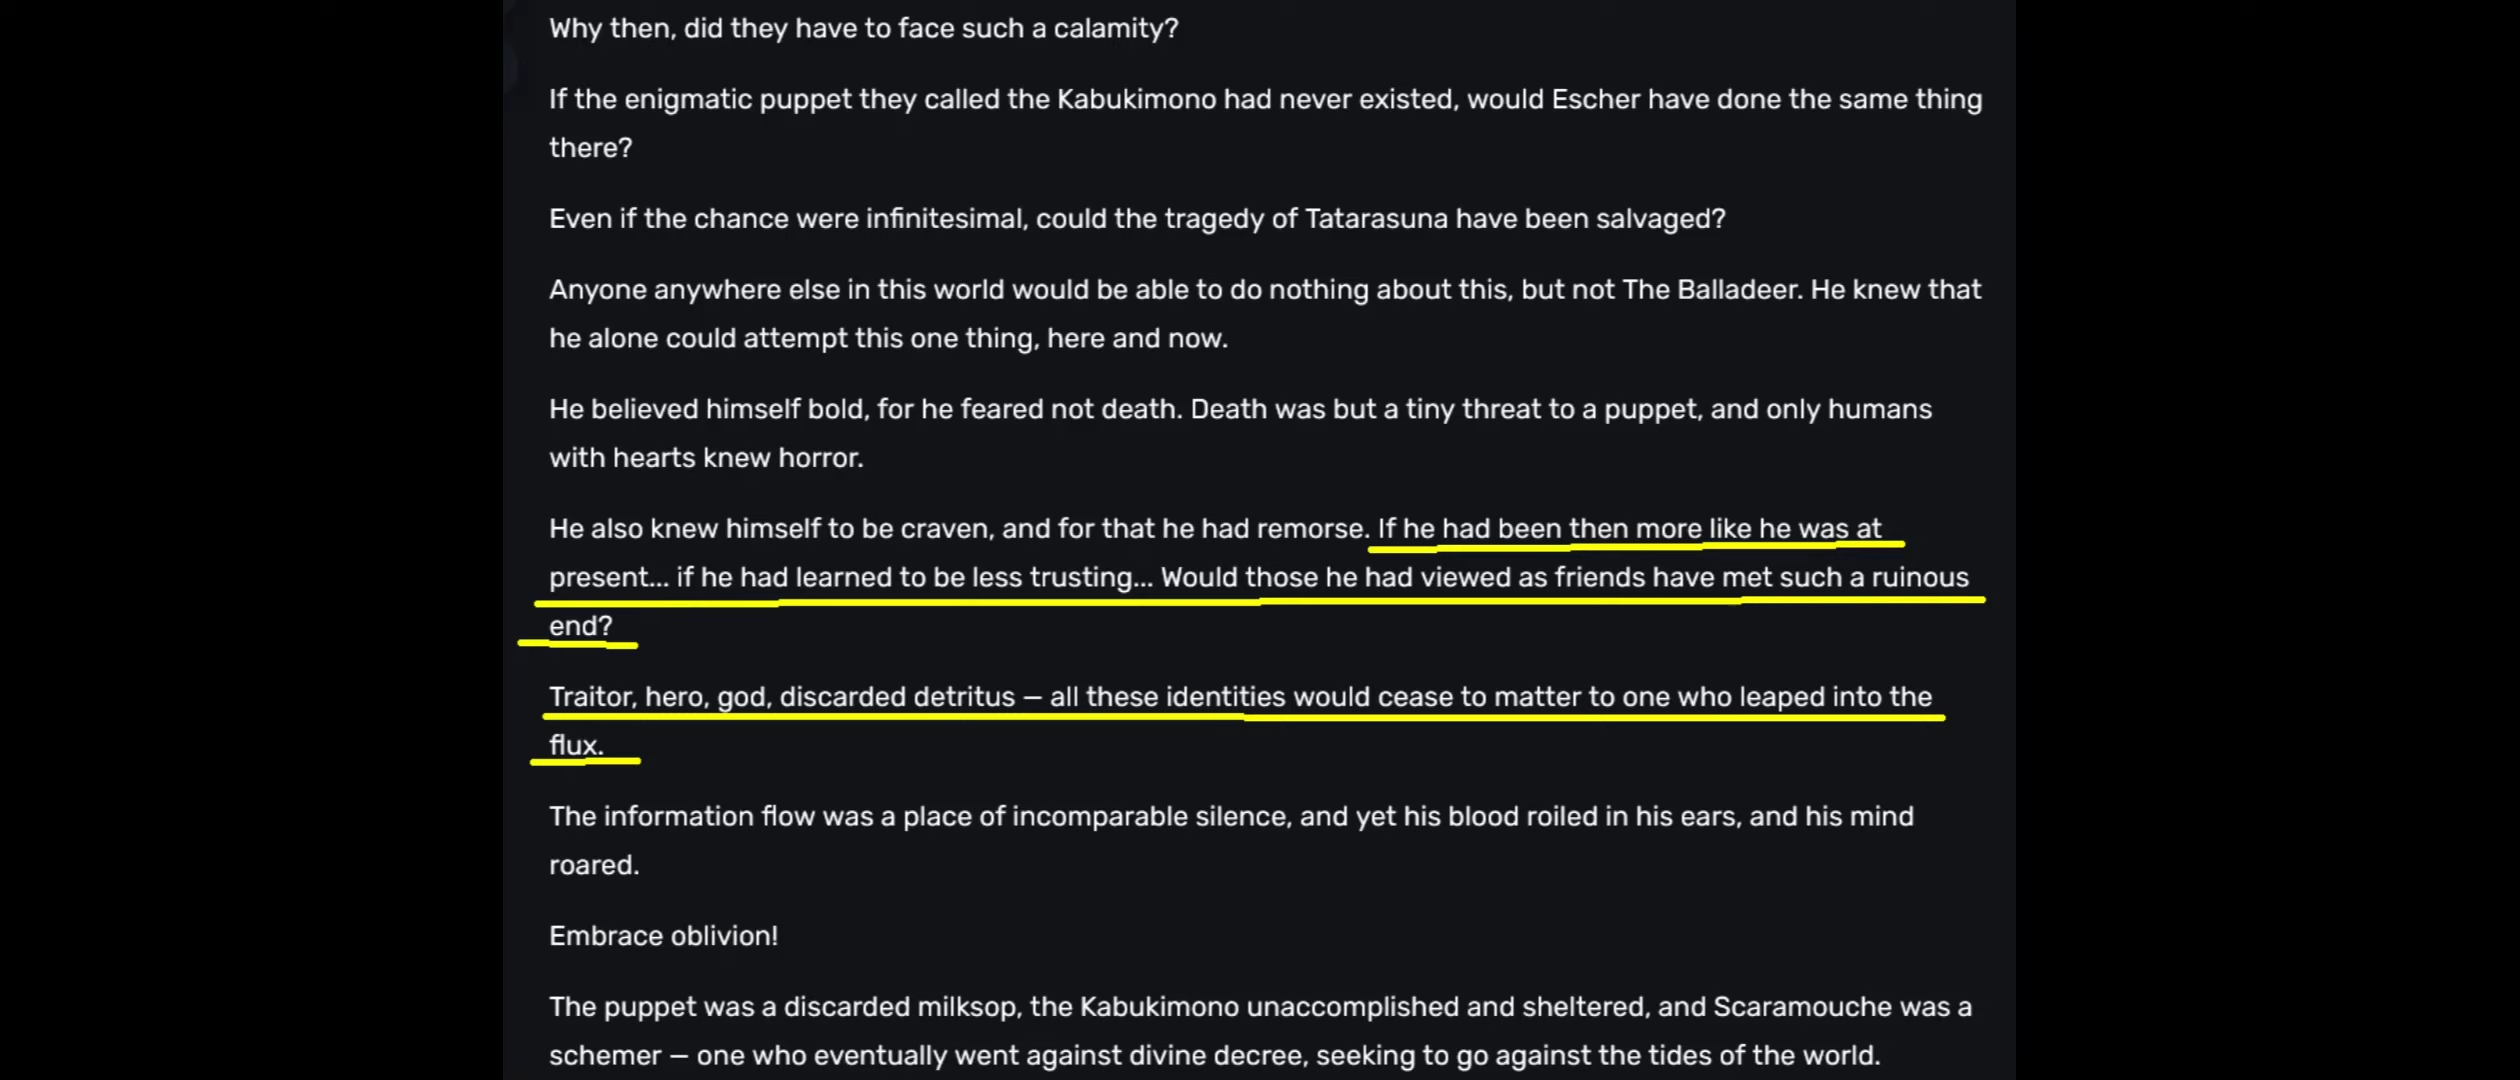 Why then, did they have to face such a calamity?
If the enigmatic puppet they called the Kabukimono had never existed, would Escher have done the same thing
there?
Even if the chance were infinitesimal, could the tragedy of Tatarasuna have been salvaged?
Anyone anywhere else in this world would be able to do nothing about this, but not The Balladeer. He knew that
he alone could attempt this one thing, here and now.
He believed himself bold, for he feared not death. Death was but a tiny threat to a puppet, and only humans
with hearts knew horror.
He also knew himself to be craven, and for that he had remorse. If he had been then more like he was at
present... if he had learned to be less trusting... Would those he had viewed as friends have met such a ruinous
end?
Traitor, hero, god, discarded detritus — all these identities would cease to matter to one who leaped into the
flux.
The information flow was a place of incomparable silence, and yet his blood roiled in his ears, and his mind
roared.
Embrace oblivion!
The puppet was a discarded milksop, the Kabukimono unaccomplished and sheltered, and Scaramouche was a
schemer — one who eventually went against divine decree, seeking to go against the tides of the world.